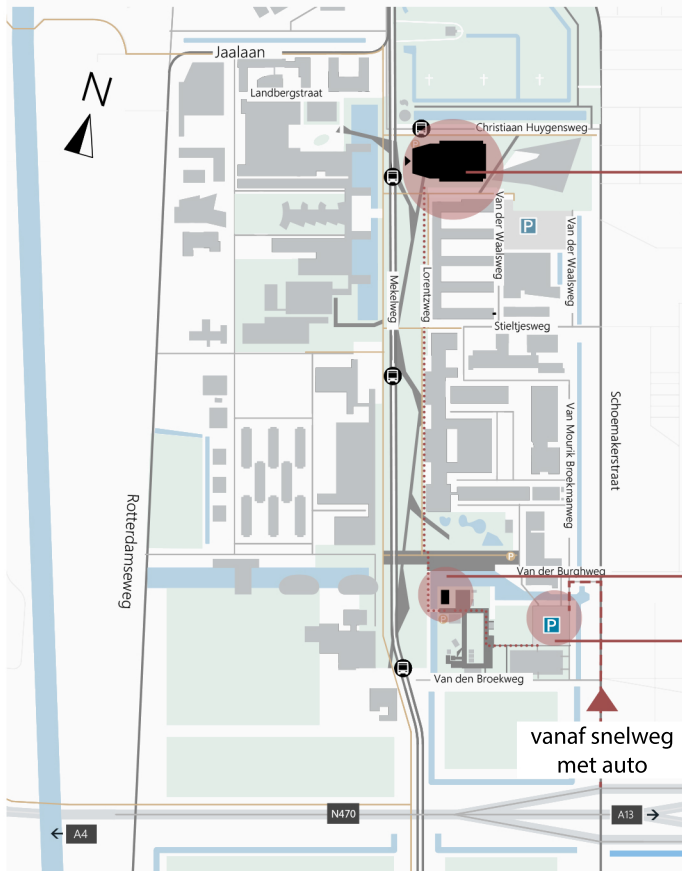 Jaalaan
N
Landbergstraat
Christiaan Huygensweg
Van der Waalsweg
P
Van der Waalsweg
Mekelweg
Lorentzweg
Stieltjesweg
Schoemakerstraat
Van Mourik Broekmanweg
Rotterdamseweg
P
Van der Burghweg
P
P
Van den Broekweg
vanaf snelweg
met auto
N470
A13 →
← A4